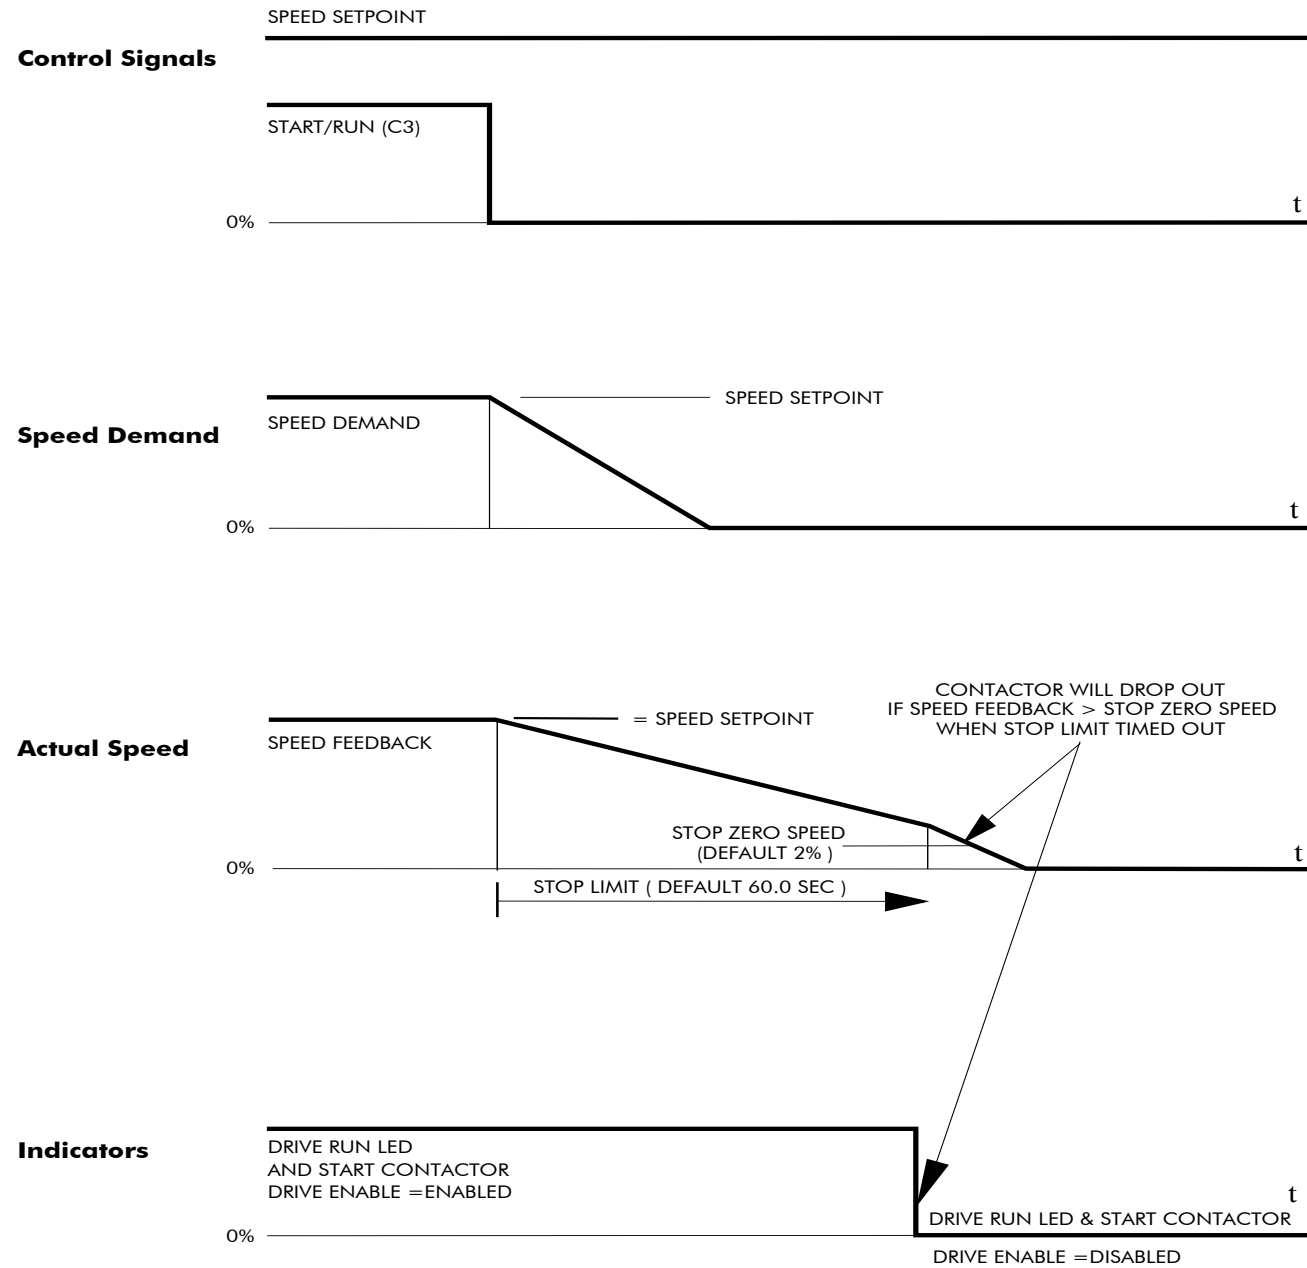 SPEED SETPOINT
Control Signals
START/RUN (C3)
t
0%
SPEED SETPOINT
SPEED DEMAND
Speed Demand
t
0%
CONTACTOR WILL DROP OUT
IF SPEED FEEDBACK > STOP ZERO SPEED
WHEN STOP LIMIT TIMED OUT
= SPEED SETPOINT
SPEED FEEDBACK
Actual Speed
STOP ZERO SPEED
(DEFAULT 2% )
t
0%
STOP LIMIT ( DEFAULT 60.0 SEC )
Indicators
DRIVE RUN LED
AND START CONTACTOR
DRIVE ENABLE =ENABLED
t
DRIVE RUN LED & START CONTACTOR
0%
DRIVE ENABLE =DISABLED